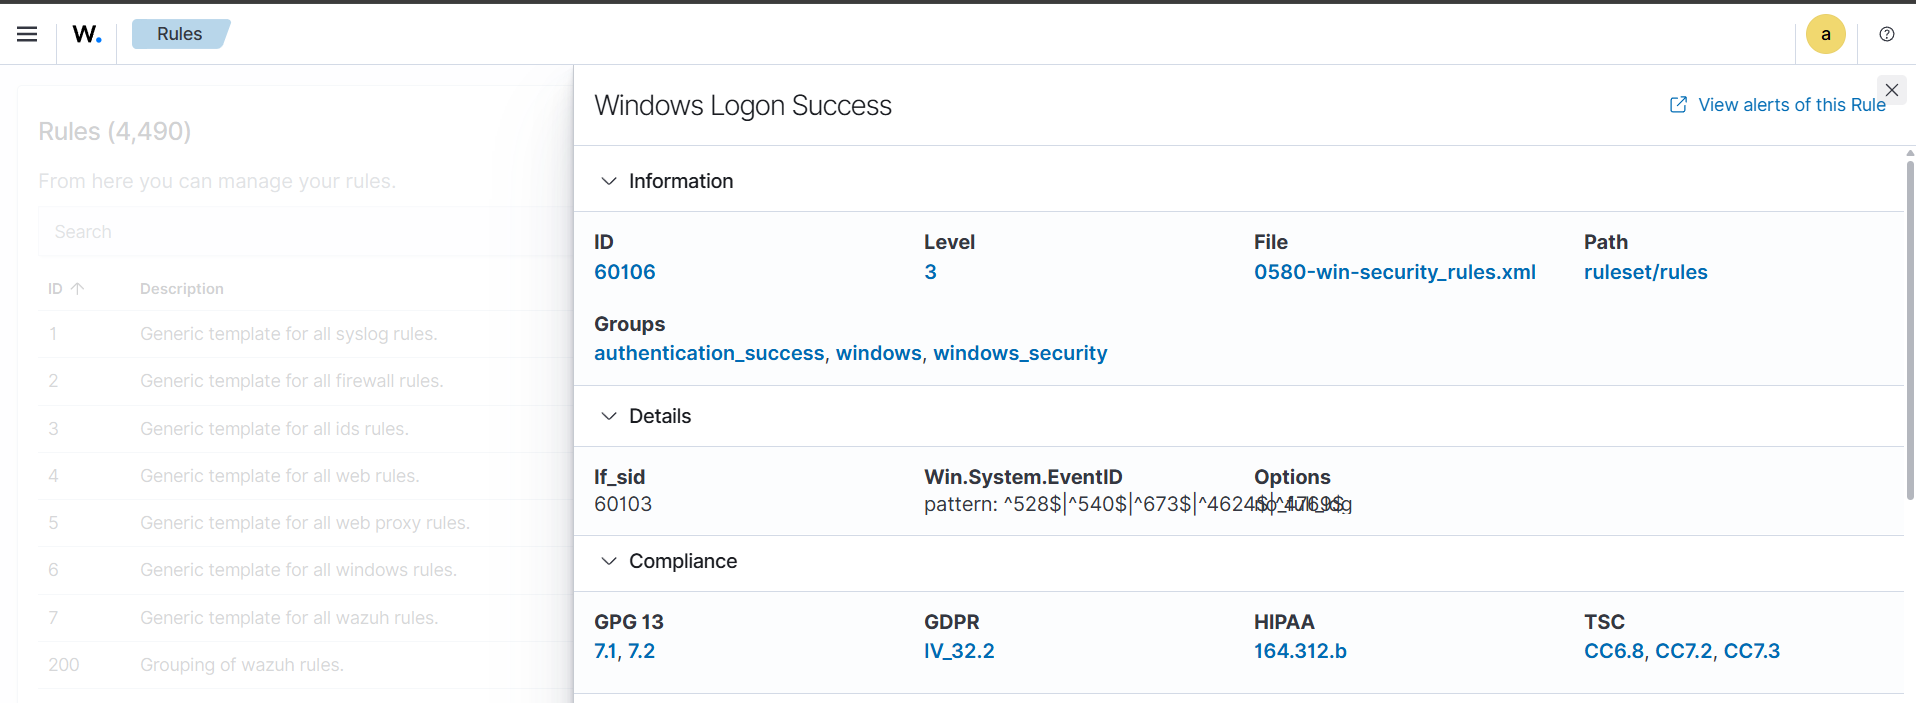 W.
Rules
a
Rules (4,490)
From here you can manage your rules.
Search
ID Description
1 Generic template for all syslog rules.
2 Generic template for all firewall rules.
3 Generic template for all ids rules.
4 Generic template for all web rules.
5 Generic template for all web proxy rules.
6 Generic template for all windows rules.
7 Generic template for all wazuh rules.
200 Grouping of wazuh rules.
Windows Logon Success
View alerts of this Rule
Information
ID Level File Path
60106 3 0580-win-security_rules.xml ruleset/rules
Groups
authentication_success, windows, windows_security
Details
If_sid Win.System.EventID Options
60103 pattern: ^528$|^540$|^673$|^4624$|^4769$ no_full_log
Compliance
GPG 13 GDPR HIPAA TSC
7.1, 7.2 IV_32.2 164.312.b CC6.8, CC7.2, CC7.3